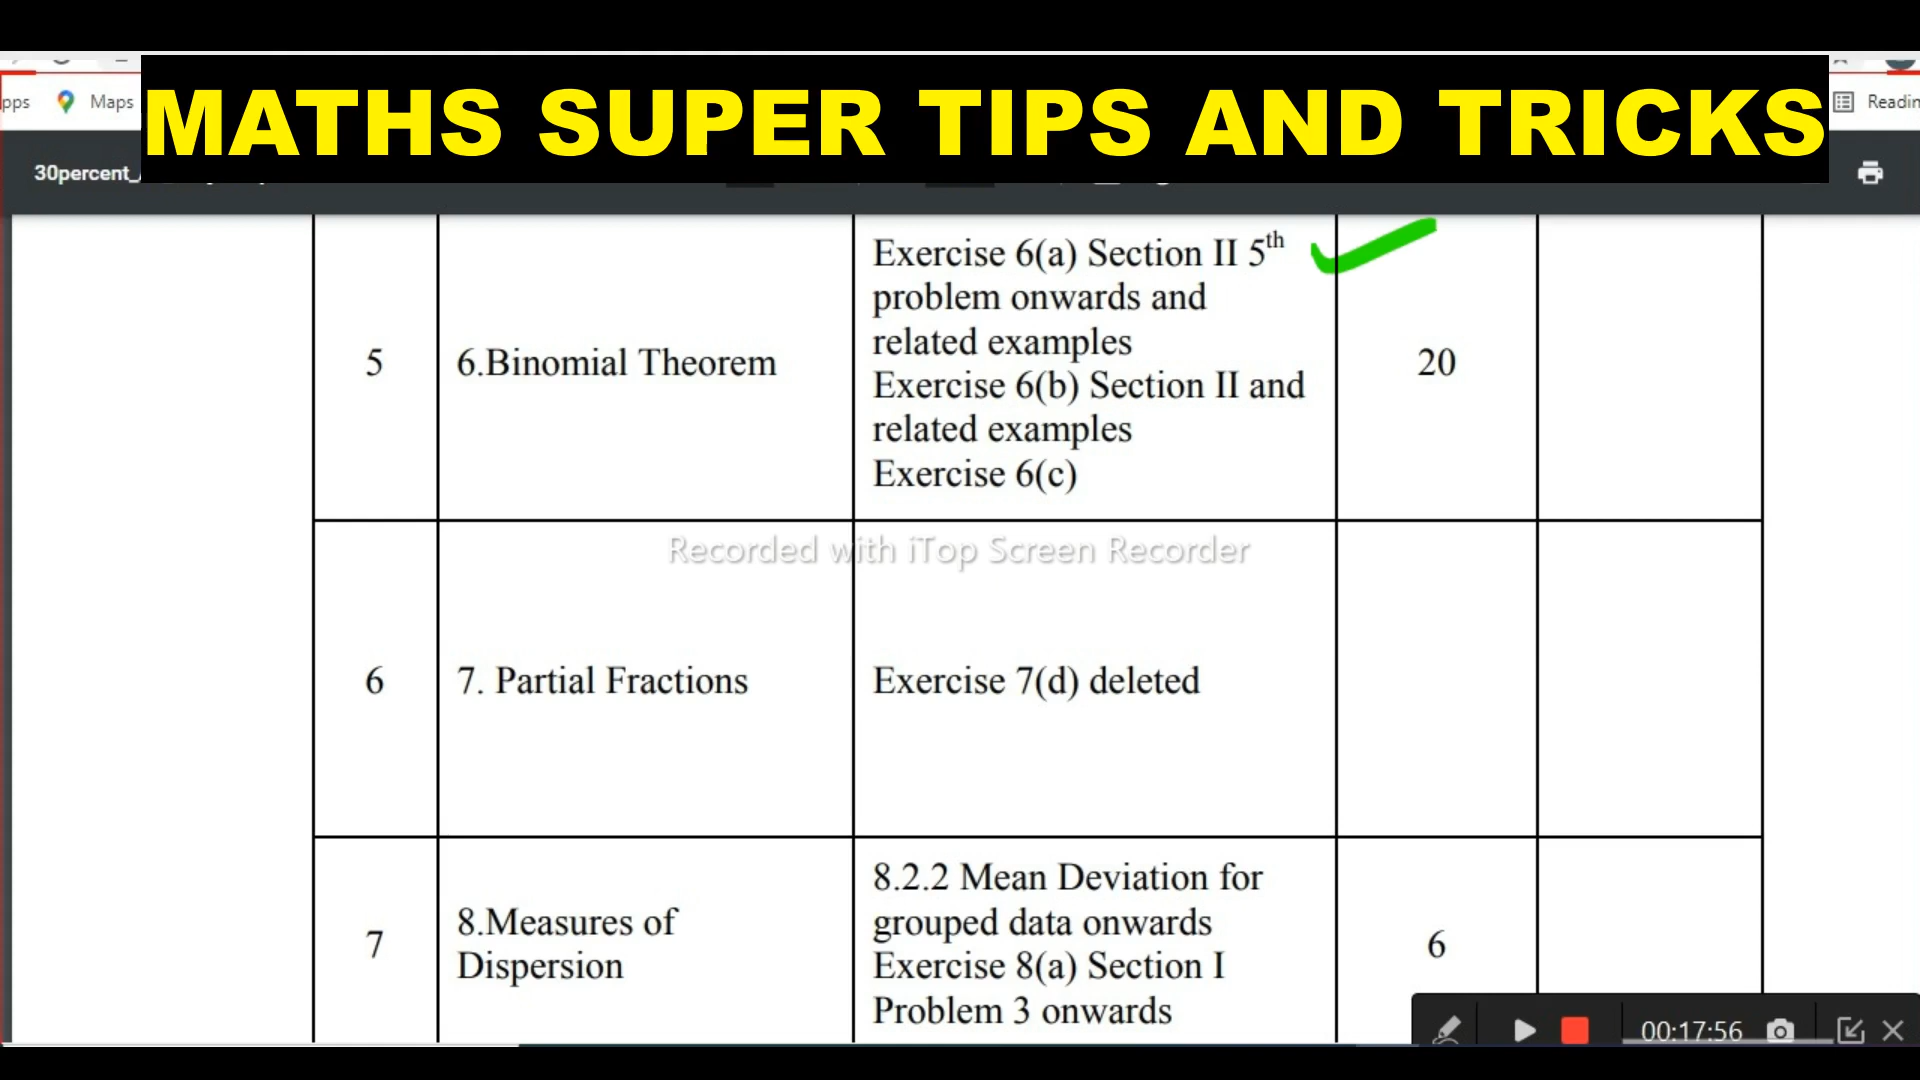 MATHS SUPER TIPS AND TRICKS
pps
Maps
Readin
30percent_
Exercise 6(a) Section II 5th
problem onwards and
related examples
5
6.Binomial Theorem
20
Exercise 6(b) Section II and
related examples
Exercise 6(c)
Recorded with iTop Screen Recorder
6
7. Partial Fractions
Exercise 7(d) deleted
8.2.2 Mean Deviation for
grouped data onwards
7
8.Measures of
Dispersion
6
Exercise 8(a) Section I
Problem 3 onwards
00:17:56